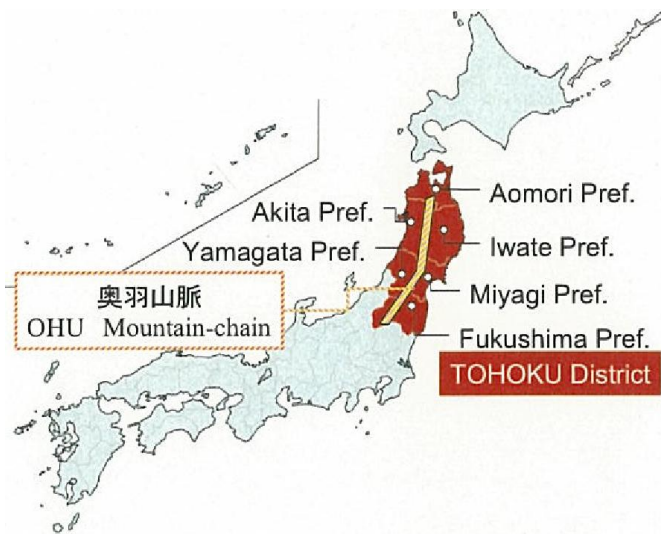 Aomori Pref.
Akita Pref.
Iwate Pref.
Yamagata Pref.
奥羽山脈
OHU Mountain-chain
Miyagi Pref.
Fukushima Pref.
TOHOKU District